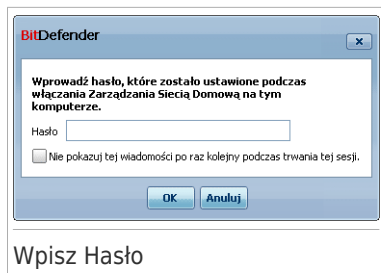 BitDefender
Wprowadź hasło, które zostało ustawione podczas
włączania Zarządzania Siecią Domową na tym
komputerze.
Hasło
Nie pokazuj tej wiadomości po raz kolejny podczas trwania tej sesji.
OK Anuluj
Wpisz Hasło